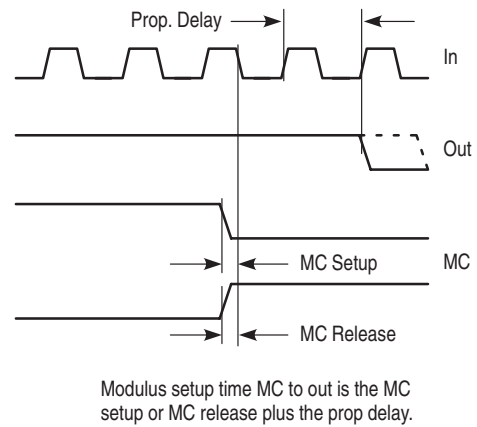 Prop. Delay
In
Out
MC Setup
MC
MC Release
Modulus setup time MC to out is the MC
setup or MC release plus the prop delay.